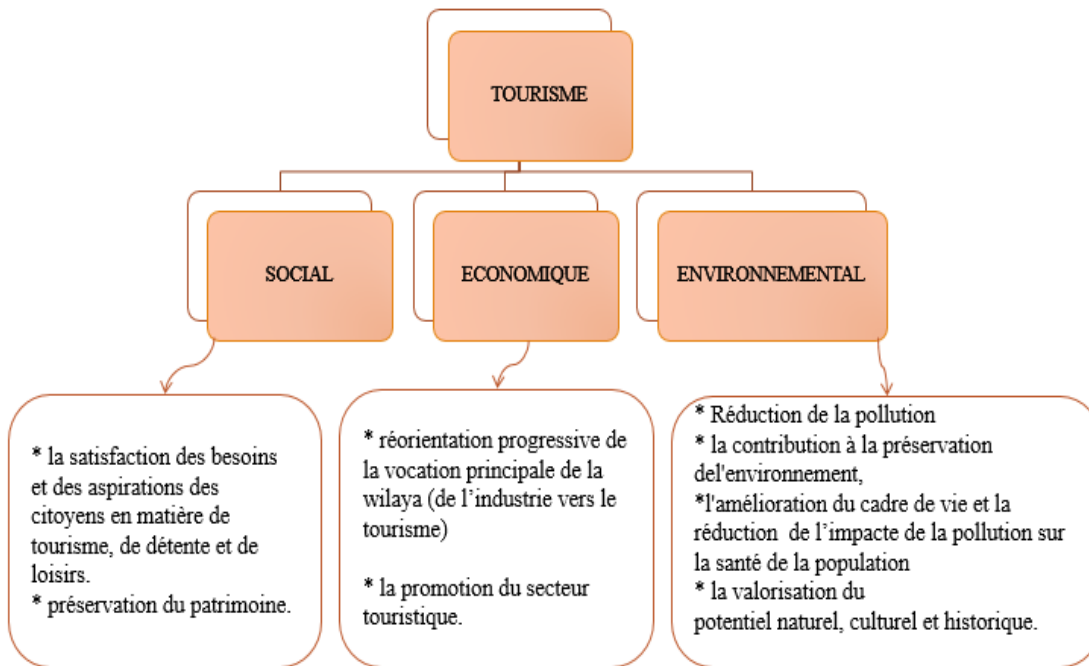 TOURISME
SOCIAL
ECONOMIQUE
ENVIRONNEMENTAL
* la satisfaction des besoins
et des aspirations des
citoyens en matière de
tourisme, de détente et de
loisirs.
* préservation du patrimoine.
* réorientation progressive de
la vocation principale de la
wilaya (de l’industrie vers le
tourisme)
* la promotion du secteur
touristique.
* Réduction de la pollution
* la contribution à la préservation
del'environnement,
*l'amélioration du cadre de vie et la
réduction de l’impacte de la pollution sur
la santé de la population
* la valorisation du
potentiel naturel, culturel et historique.